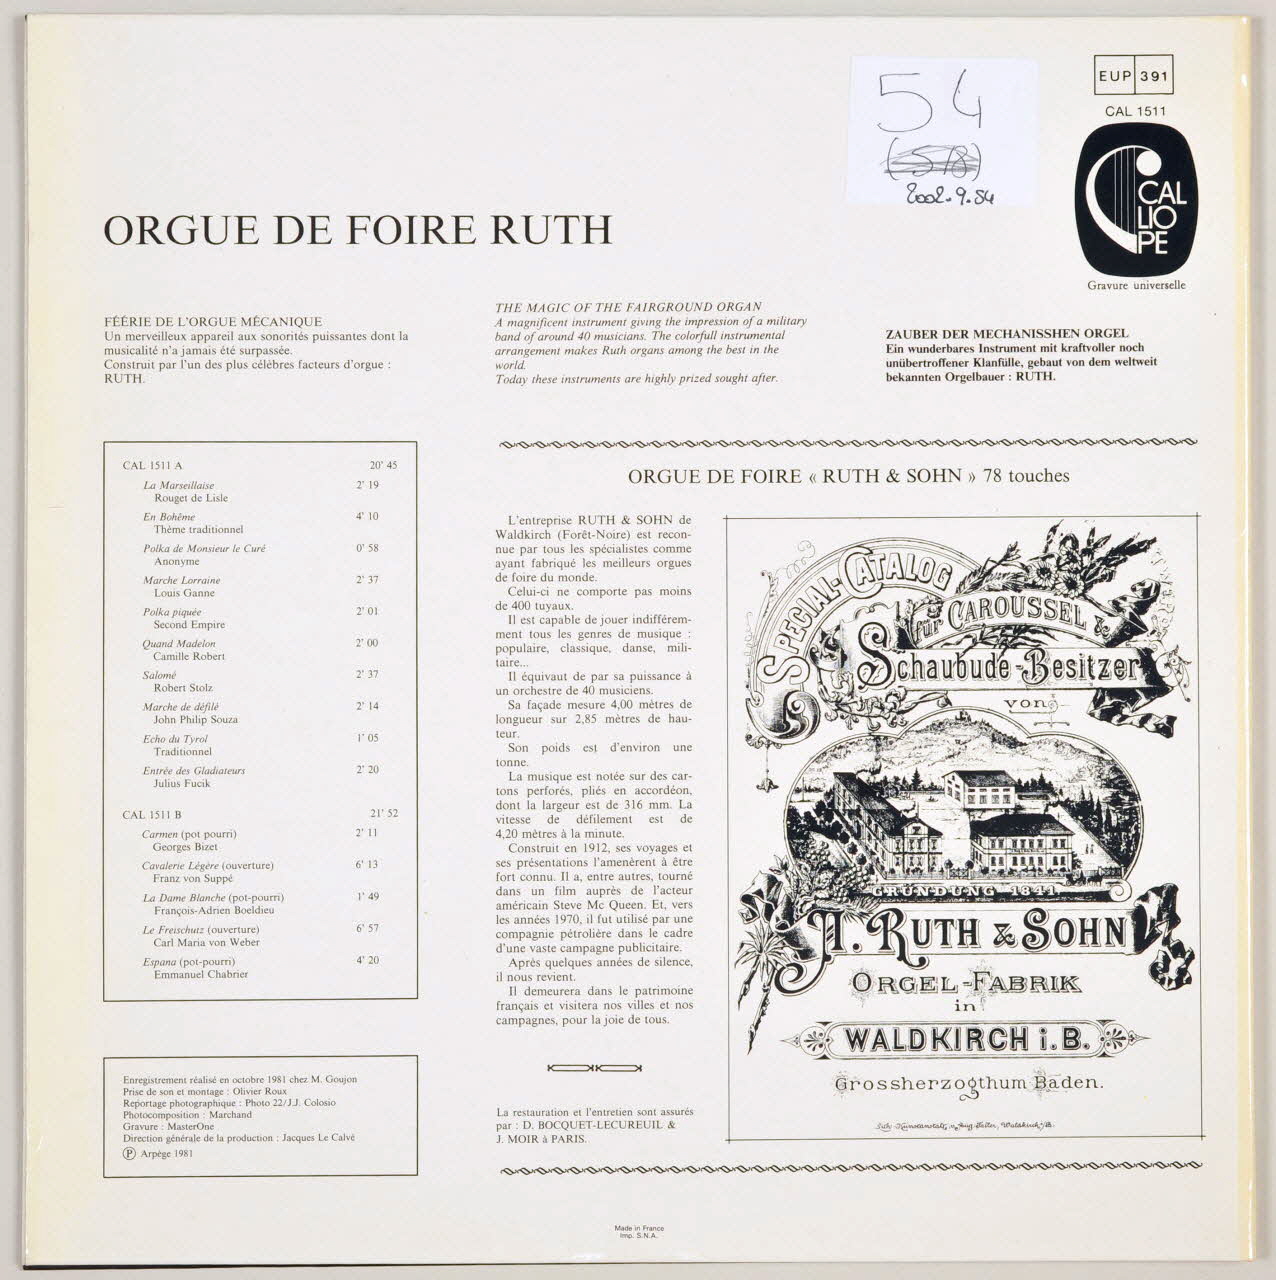 54
(518)
2002.9.54
EUP 391
CAL 1511
CAL
LIO
PE
Gravure universelle
ORGUE DE FOIRE RUTH
FÉÉRIE DE L'ORGUE MÉCANIQUE
Un merveilleux appareil aux sonorités puissantes dont la
musicalité n'a jamais été surpassée.
Construit par l'un des plus célèbres facteurs d'orgue :
RUTH.
THE MAGIC OF THE FAIRGROUND ORGAN
A magnificent instrument giving the impression of a military
band of around 40 musicians. The colorfull instrumental
arrangement makes Ruth organs among the best in the
world.
Today these instruments are highly prized sought after.
ZAUBER DER MECHANISSHEN ORGEL
Ein wunderbares Instrument mit kraftvoller noch
unübertroffener Klanfülle, gebaut von dem weltweit
bekannten Orgelbauer : RUTH.
CAL 1511 A 20' 45
La Marseillaise 2' 19
Rouget de Lisle
En Bohême 4' 10
Thème traditionnel
Polka de Monsieur le Curé 0' 58
Anonyme
Marche Lorraine 2' 37
Louis Ganne
Polka piquée 2' 01
Second Empire
Quand Madelon 2' 00
Camille Robert
Salomé 2' 37
Robert Stolz
Marche de défilé 2' 14
John Philip Souza
Echo du Tyrol 1' 05
Traditionnel
Entrée des Gladiateurs 2' 20
Julius Fucik
CAL 1511 B 21' 52
Carmen (pot pourri) 2' 11
Georges Bizet
Cavalerie Légère (ouverture) 6' 13
Franz von Suppé
La Dame Blanche (pot-pourri) 1' 49
François-Adrien Boeldieu
Le Freischutz (ouverture) 6' 57
Carl Maria von Weber
Espana (pot-pourri) 4' 20
Emmanuel Chabrier
Enregistrement réalisé en octobre 1981 chez M. Goujon
Prise de son et montage : Olivier Roux
Reportage photographique : Photo 22/J.J. Colosio
Photocomposition : Marchand
Gravure : MasterOne
Direction générale de la production : Jacques Le Calvé
Ⓟ Arpège 1981
ORGUE DE FOIRE « RUTH & SOHN » 78 touches
L'entreprise RUTH & SOHN de
Waldkirch (Forêt-Noire) est recon-
nue par tous les spécialistes comme
ayant fabriqué les meilleurs orgues
de foire du monde.
Celui-ci ne comporte pas moins
de 400 tuyaux.
Il est capable de jouer indifférem-
ment tous les genres de musique :
populaire, classique, danse, mili-
taire...
Il équivaut de par sa puissance à
un orchestre de 40 musiciens.
Sa façade mesure 4,00 mètres de
longueur sur 2,85 mètres de hau-
teur.
Son poids est d'environ une
tonne.
La musique est notée sur des car-
tons perforés, pliés en accordéon,
dont la largeur est de 316 mm. La
vitesse de défilement est de
4,20 mètres à la minute.
Construit en 1912, ses voyages et
ses présentations l'amenèrent à être
fort connu. Il a, entre autres, tourné
dans un film auprès de l'acteur
américain Steve Mc Queen. Et, vers
les années 1970, il fut utilisé par une
compagnie pétrolière dans le cadre
d'une vaste campagne publicitaire.
Après quelques années de silence,
il nous revient.
Il demeurera dans le patrimoine
français et visitera nos villes et nos
campagnes, pour la joie de tous.
La restauration et l'entretien sont assurés
par : D. BOCQUET-LECUREUIL &
J. MOIR à PARIS.
SPECIAL-CATALOG
für CAROUSSEL &
Schaubude-Besitzer
von
GRÜNDUNG 1841
A. RUTH & SOHN
ORGEL-FABRIK
in
WALDKIRCH i.B.
Grossherzogthum Baden.
Made in France
Imp. S.N.A.